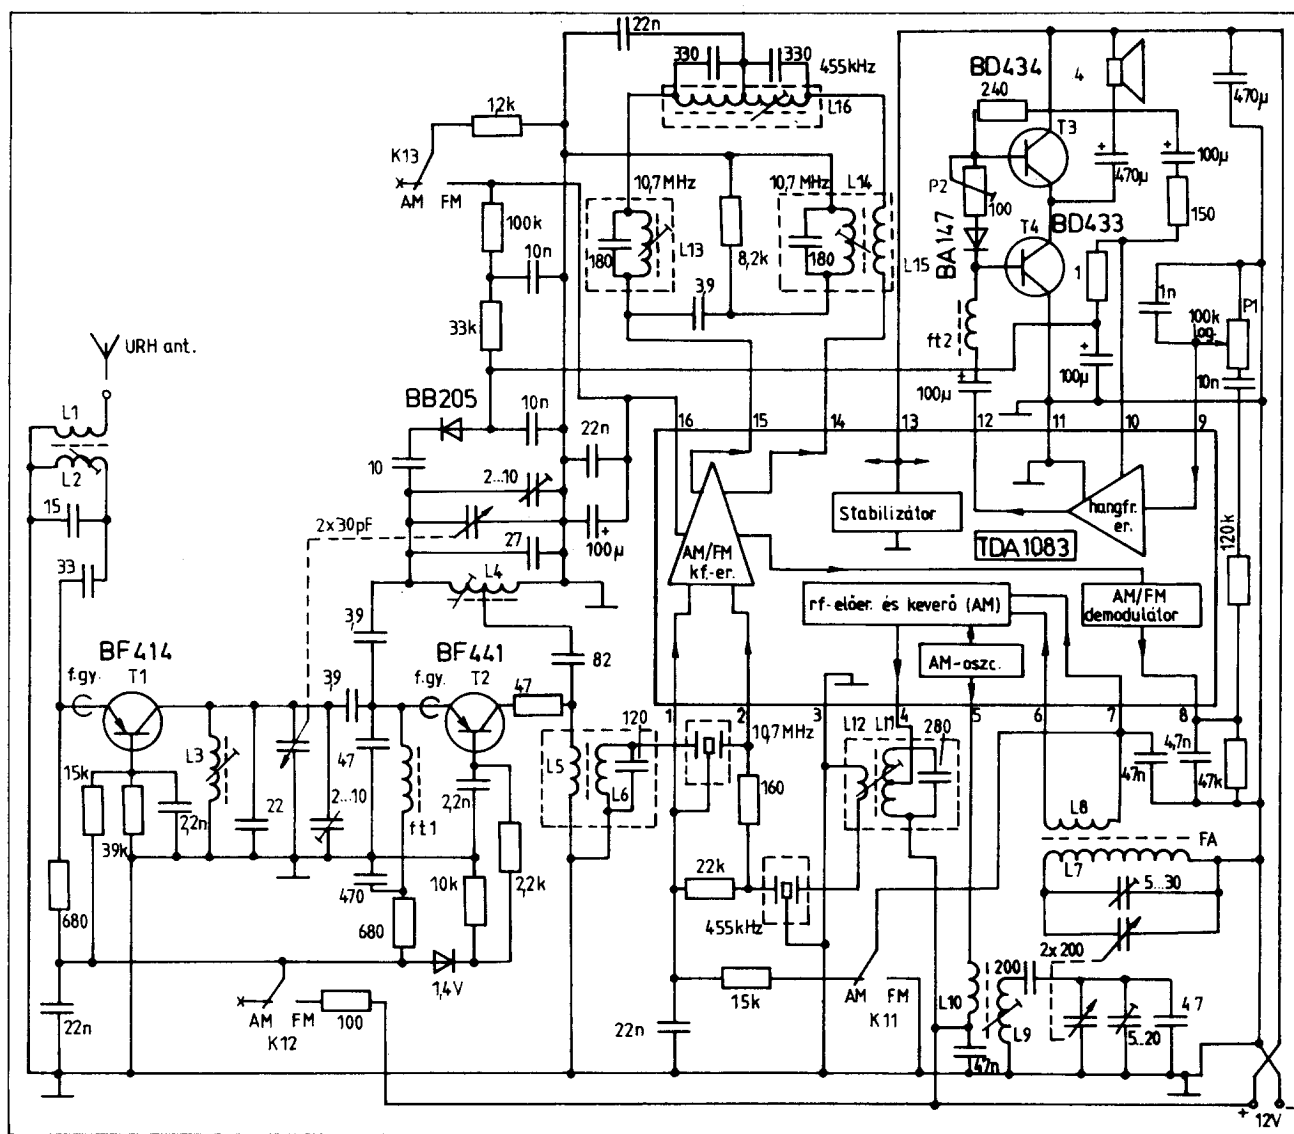 22n
330
330
455kHz
L16
BD434
240
4
470µ
12k
K13
AM FM
T3
+
100µ
470µ
+
P2
100
150
10,7MHz
10,7MHz
L14
100k
L13
180
8,2k
180
BA147
T4
BD433
L15
1
10n
3,9
1n
P1
100k
log.
33k
ft2
URH ant.
100µ
+
100µ
+
10n
BB205
10n
16
15
14
13
12
11
10
9
L1
22n
10
L2
2...10
15
Stabilizátor
hangfr.
er.
2x30pF
100µ
+
TDA1083
120k
27
AM/FM
kf.-er.
33
L4
rf-előer. és keverő (AM)
AM/FM
demodulátor
3,9
82
AM-oszc.
BF414
BF441
f.gy.
T1
3,9
f.gy.
T2
47
1
2
3
4
5
6
7
8
120
10,7MHz
L12
L11
280
L5
L6
4,7n
47n
47k
15k
L3
47
2,2n
160
39k
2,2n
22
2...10
ft1
L8
FA
L7
2,2k
22k
5...30
680
470
10k
680
455kHz
2x200
1,4V
200
15k
AM FM
K11
L10
L9
47
5..20
22n
AM FM
K12
100
22n
47n
+
12V
−